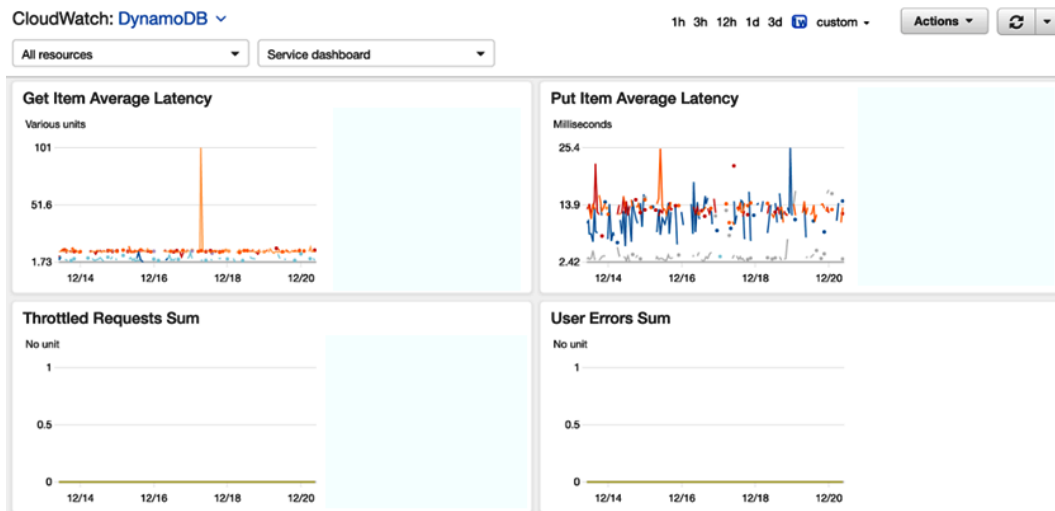 CloudWatch: DynamoDB
1h 3h 12h 1d 3d 1w custom
Actions
All resources
Service dashboard
Get Item Average Latency
Various units
101
51.6
1.73
12/14 12/16 12/18 12/20
Put Item Average Latency
Milliseconds
25.4
13.9
2.42
12/14 12/16 12/18 12/20
Throttled Requests Sum
No unit
1
0.5
0
12/14 12/16 12/18 12/20
User Errors Sum
No unit
1
0.5
0
12/14 12/16 12/18 12/20